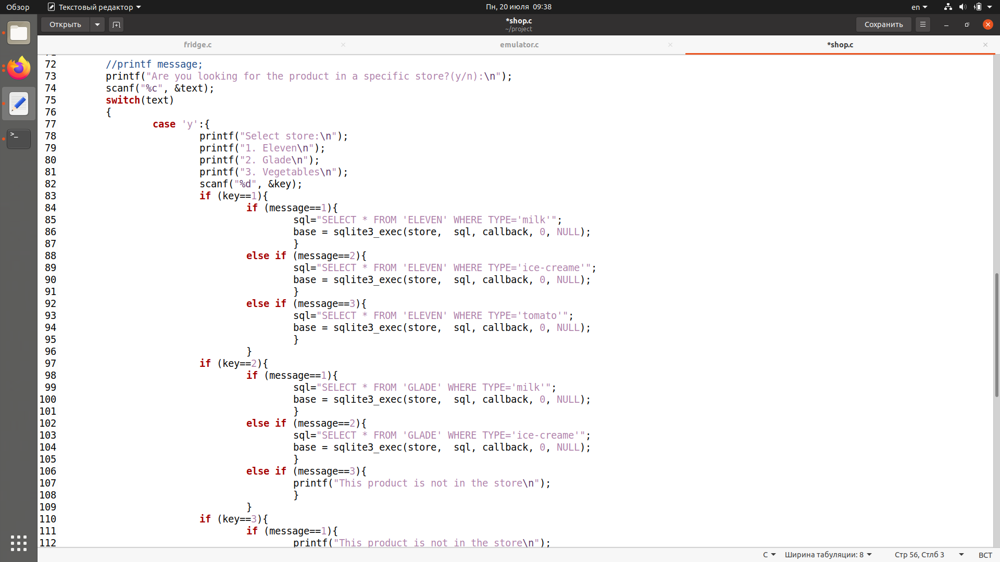 Обзор Текстовый редактор Пн, 20 июля 09:38 en
Открыть *shop.c Сохранить
~/project
fridge.c emulator.c *shop.c
72 //printf message;
73 printf("Are you looking for the product in a specific store?(y/n):\n");
74 scanf("%c", &text);
75 switch(text)
76 {
77 case 'y':{
78 printf("Select store:\n");
79 printf("1. Eleven\n");
80 printf("2. Glade\n");
81 printf("3. Vegetables\n");
82 scanf("%d", &key);
83 if (key==1){
84 if (message==1){
85 sql="SELECT * FROM 'ELEVEN' WHERE TYPE='milk'";
86 base = sqlite3_exec(store,  sql, callback, 0, NULL);
87 }
88 else if (message==2){
89 sql="SELECT * FROM 'ELEVEN' WHERE TYPE='ice-creame'";
90 base = sqlite3_exec(store,  sql, callback, 0, NULL);
91 }
92 else if (message==3){
93 sql="SELECT * FROM 'ELEVEN' WHERE TYPE='tomato'";
94 base = sqlite3_exec(store,  sql, callback, 0, NULL);
95 }
96 }
97 if (key==2){
98 if (message==1){
99 sql="SELECT * FROM 'GLADE' WHERE TYPE='milk'";
100 base = sqlite3_exec(store,  sql, callback, 0, NULL);
101 }
102 else if (message==2){
103 sql="SELECT * FROM 'GLADE' WHERE TYPE='ice-creame'";
104 base = sqlite3_exec(store,  sql, callback, 0, NULL);
105 }
106 else if (message==3){
107 printf("This product is not in the store\n");
108 }
109 }
110 if (key==3){
111 if (message==1){
112 printf("This product is not in the store\n");
C Ширина табуляции: 8 Стр 56, Стлб 3 ВСТ